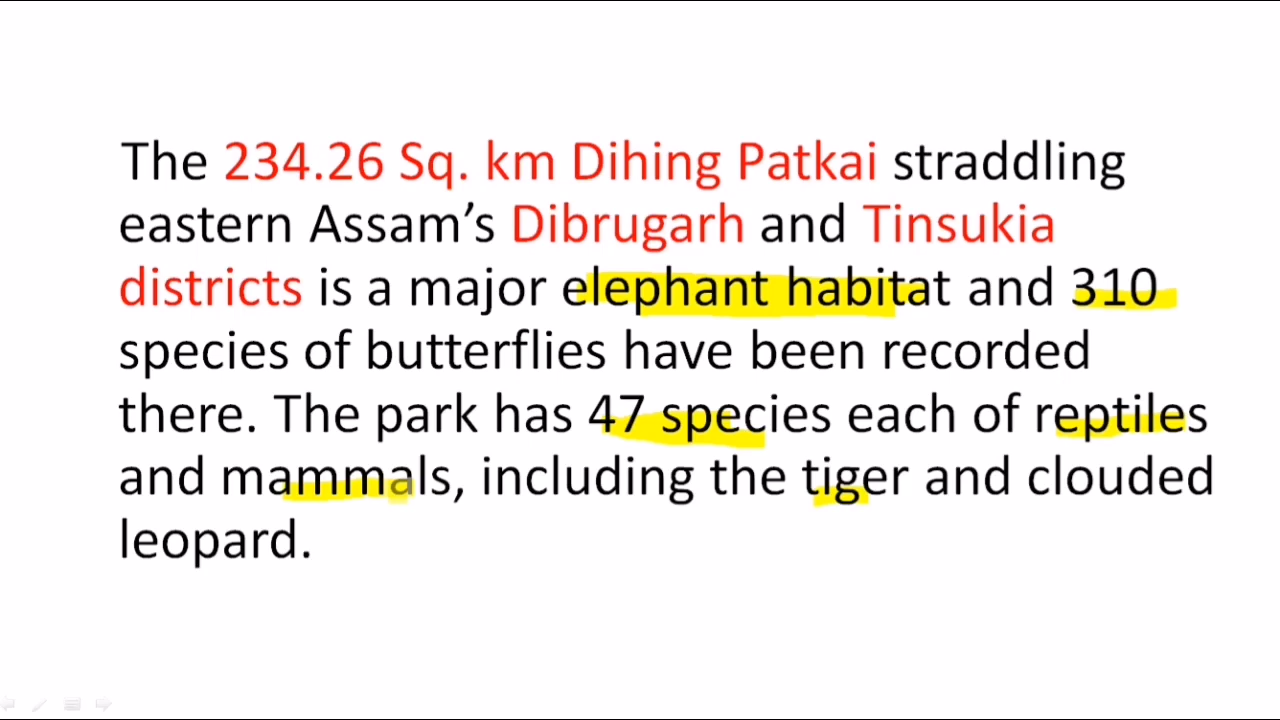 The 234.26 Sq. km Dihing Patkai straddling
eastern Assam’s Dibrugarh and Tinsukia
districts is a major elephant habitat and 310
species of butterflies have been recorded
there. The park has 47 species each of reptiles
and mammals, including the tiger and clouded
leopard.